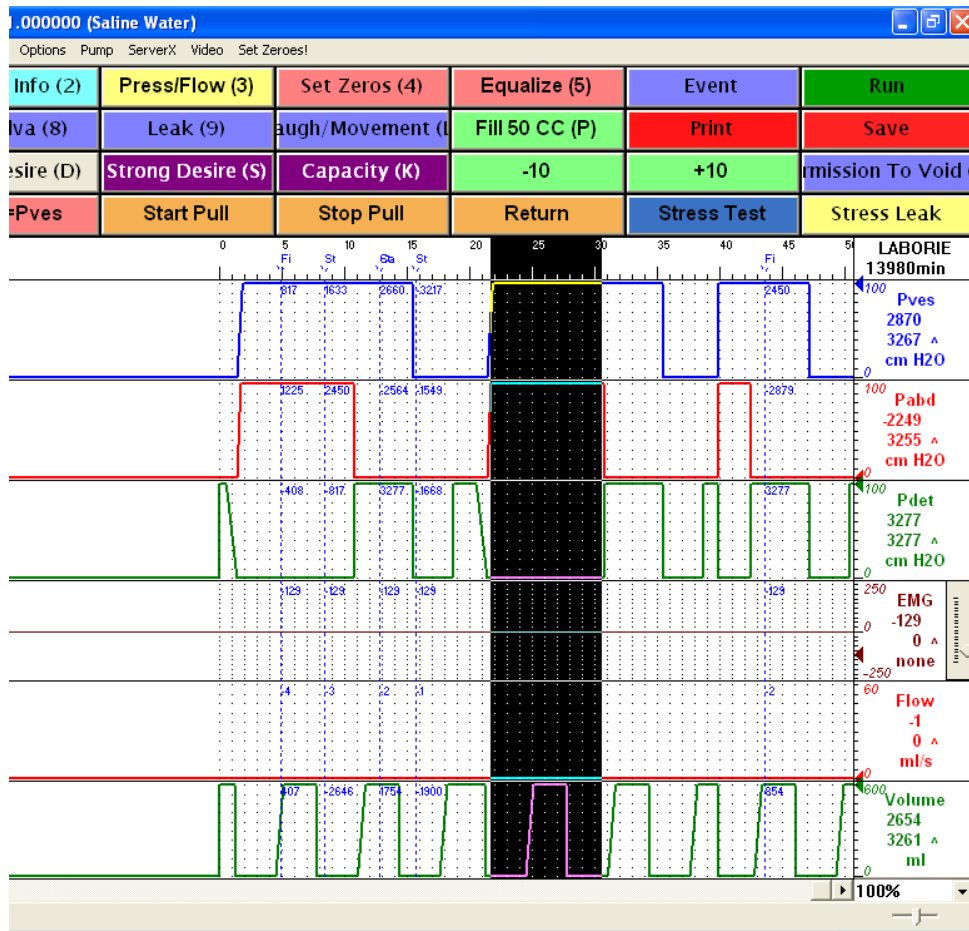 1.000000 (Saline Water)
Options Pump ServerX Video Set Zeroes!
Info (2) Press/Flow (3) Set Zeros (4) Equalize (5) Event Run
lva (8) Leak (9) augh/Movement (L Fill 50 CC (P) Print Save
esire (D) Strong Desire (S) Capacity (K) -10 +10 rmission To Void
=Pves Start Pull Stop Pull Return Stress Test Stress Leak
0 5 10 15 20 25 30 35 40 45 50 LABORIE
Fi St St Fi 13980min
817 1633 2660 -3217 2450 100 Pves
2870
3267 ^
cm H2O
0
1225 2450 -2564 -1549 -2879 100 Pabd
-2249
3255 ^
cm H2O
0
-408 -817 3277 -1668 3277 100 Pdet
3277
3277 ^
cm H2O
0
-129 -129 -129 -129 -129 250 EMG
0 -129
0 ^
none
-250
-4 -3 -2 -1 -2 60 Flow
-1
0 ^
ml/s
0
407 -2646 1754 -1900 854 600 Volume
2654
3261 ^
ml
0
100%